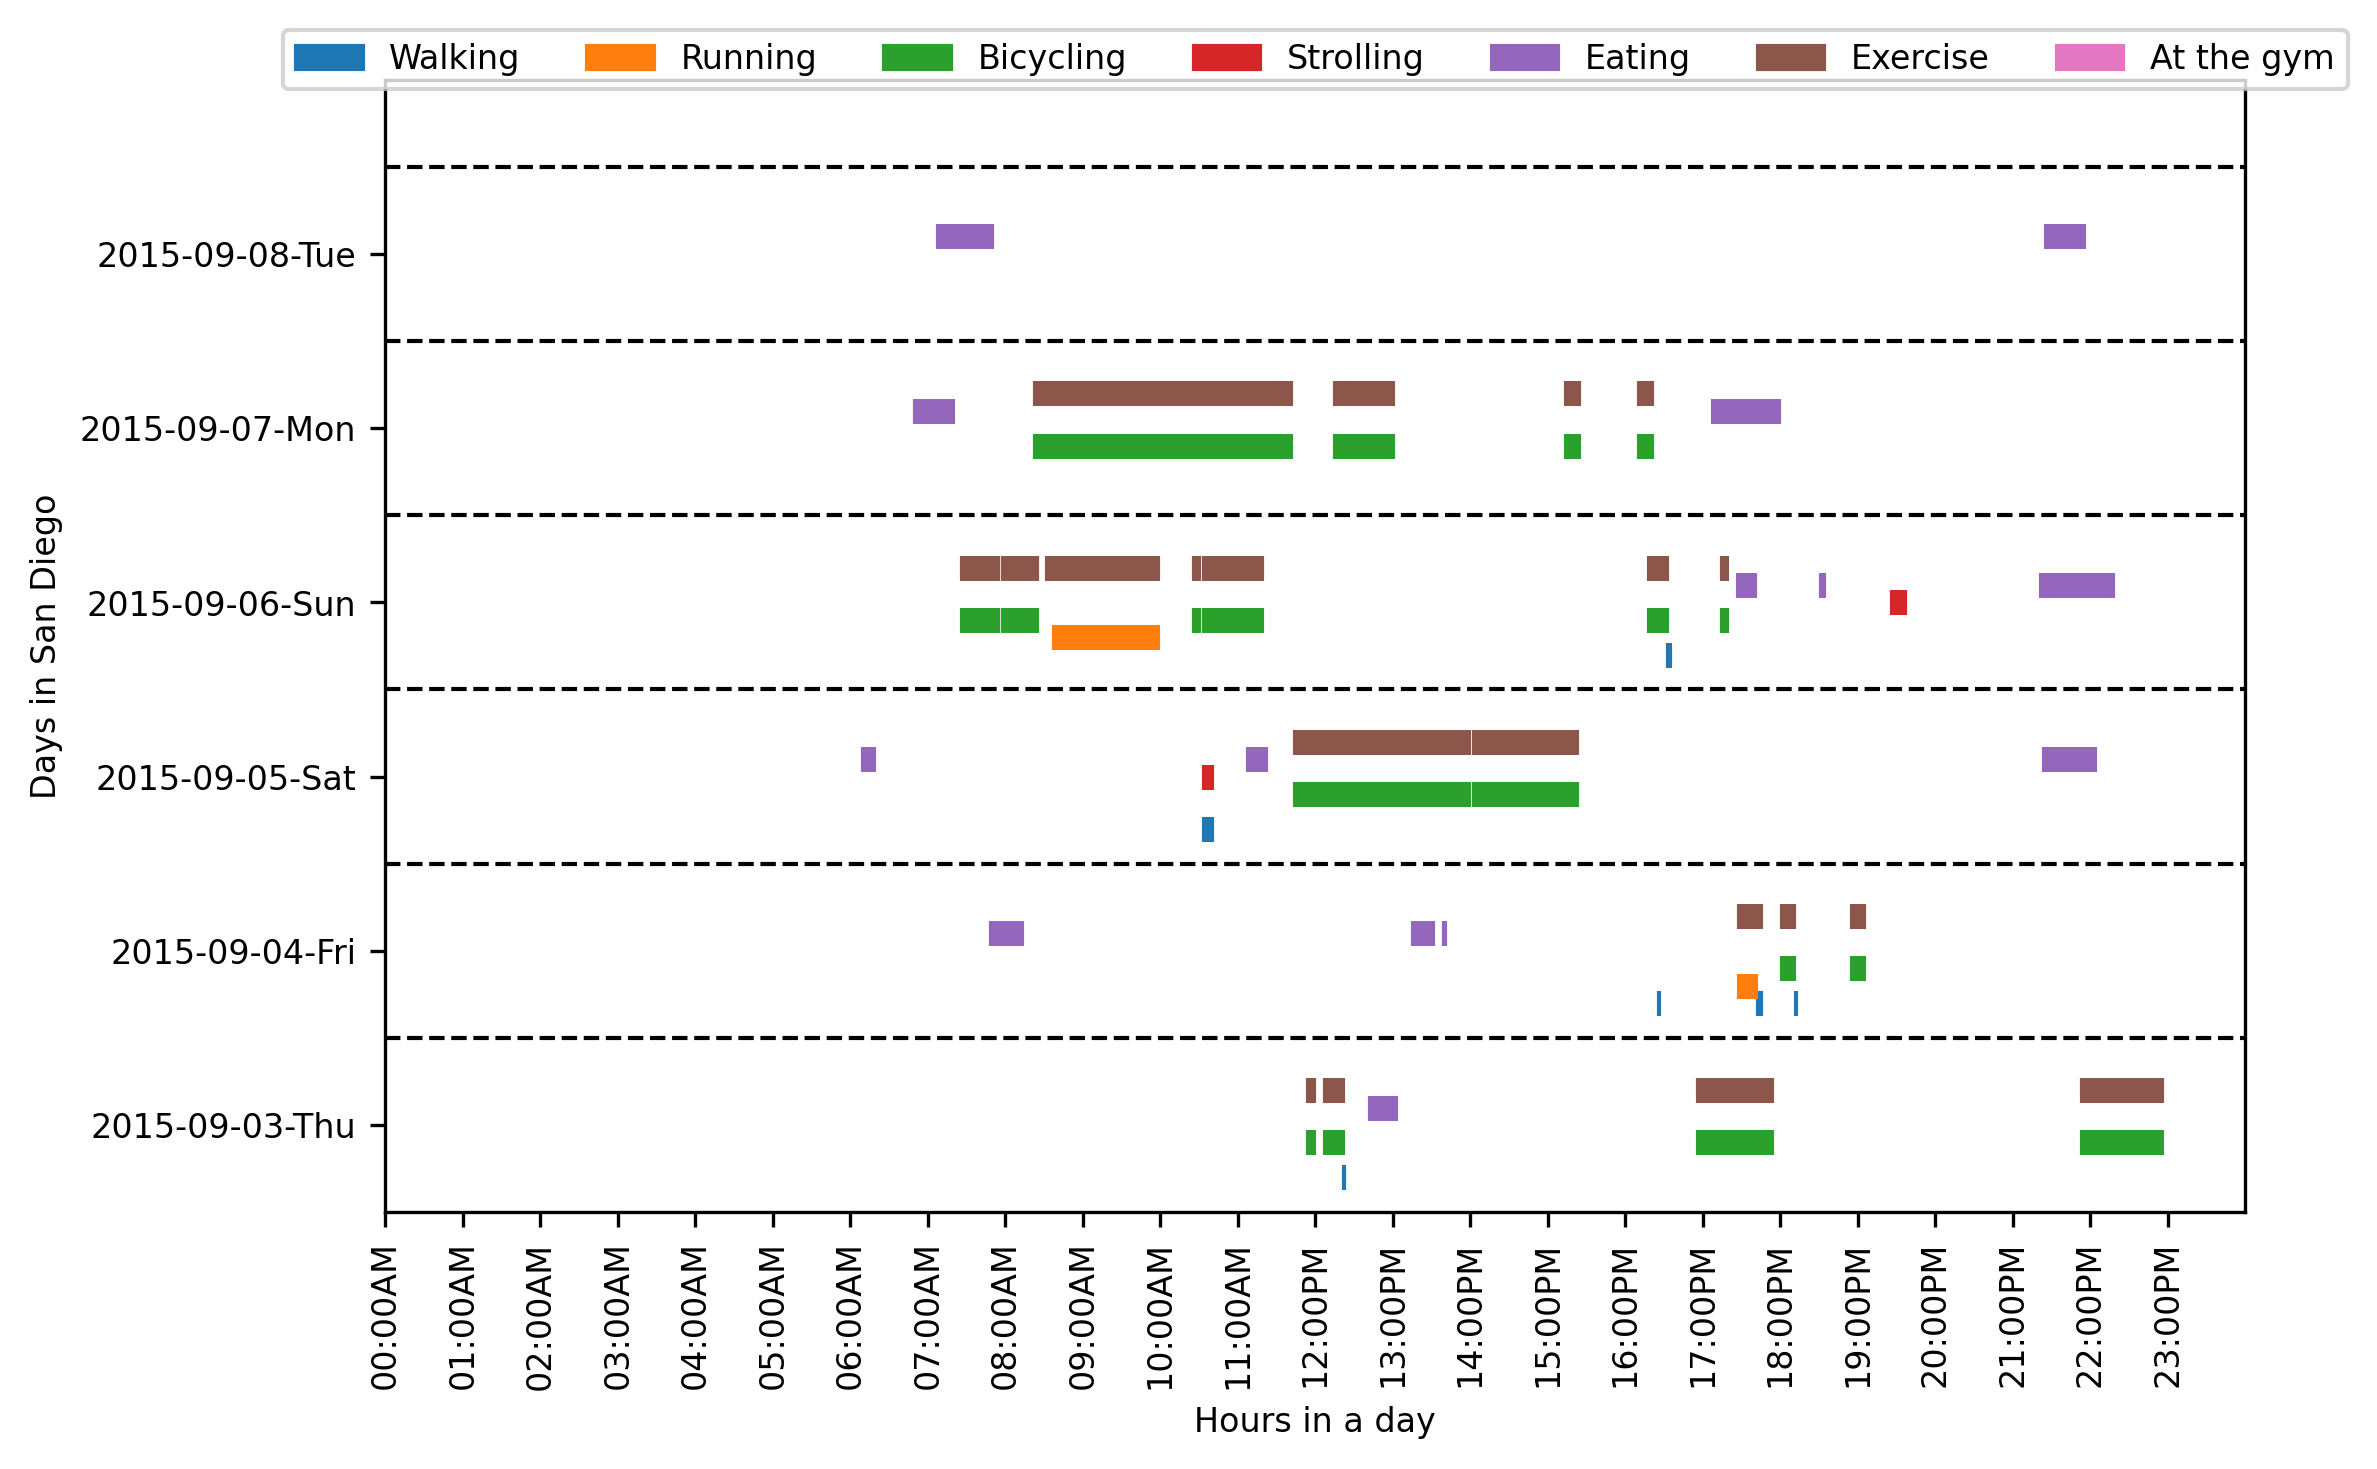 Walking Running Bicycling Strolling Eating Exercise At the gym
2015-09-08-Tue
2015-09-07-Mon
2015-09-06-Sun
2015-09-05-Sat
2015-09-04-Fri
2015-09-03-Thu
Days in San Diego
00:00AM
01:00AM
02:00AM
03:00AM
04:00AM
05:00AM
06:00AM
07:00AM
08:00AM
09:00AM
10:00AM
11:00AM
12:00PM
13:00PM
14:00PM
15:00PM
16:00PM
17:00PM
18:00PM
19:00PM
20:00PM
21:00PM
22:00PM
23:00PM
Hours in a day